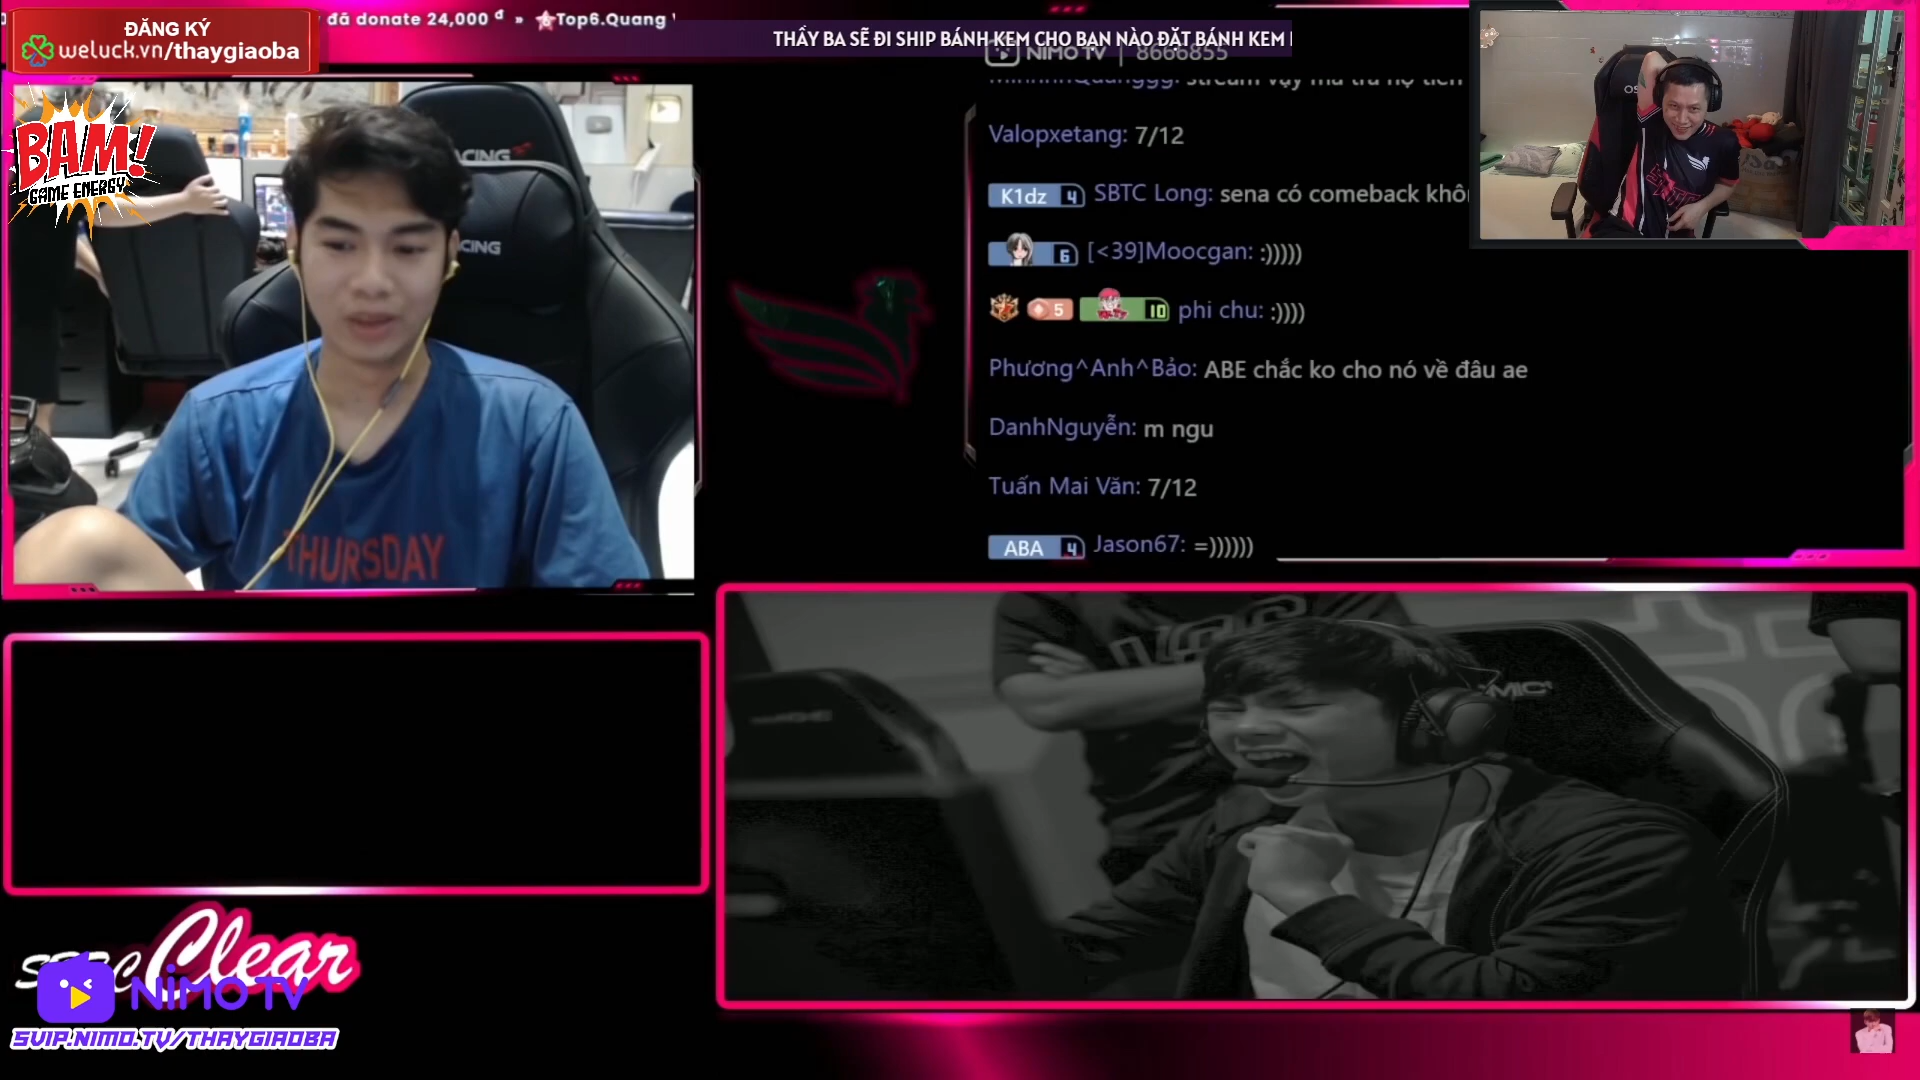 đã donate 24,000 đ » Top6.Quang
ĐĂNG KÝ
weluck.vn/thaygiaoba
THẦY BA SẼ ĐI SHIP BÁNH KEM CHO BẠN NÀO ĐẶT BÁNH KEM
NIMO TV | 8666855
BAM!
GAME ENERGY
Valopxetang: 7/12
K1dz 4 SBTC Long: sena có comeback
6 [<39]Moocgan: :)))))
5 10 phi chu: :))))
Phương^Anh^Bảo: ABE chắc ko cho nó về đâu ae
DanhNguyễn: m ngu
Tuấn Mai Văn: 7/12
ABA 4 Jason67: =))))))
THURSDAY
Clear
NIMO TV
SVIP.NIMO.TV/THAYGIAOBA